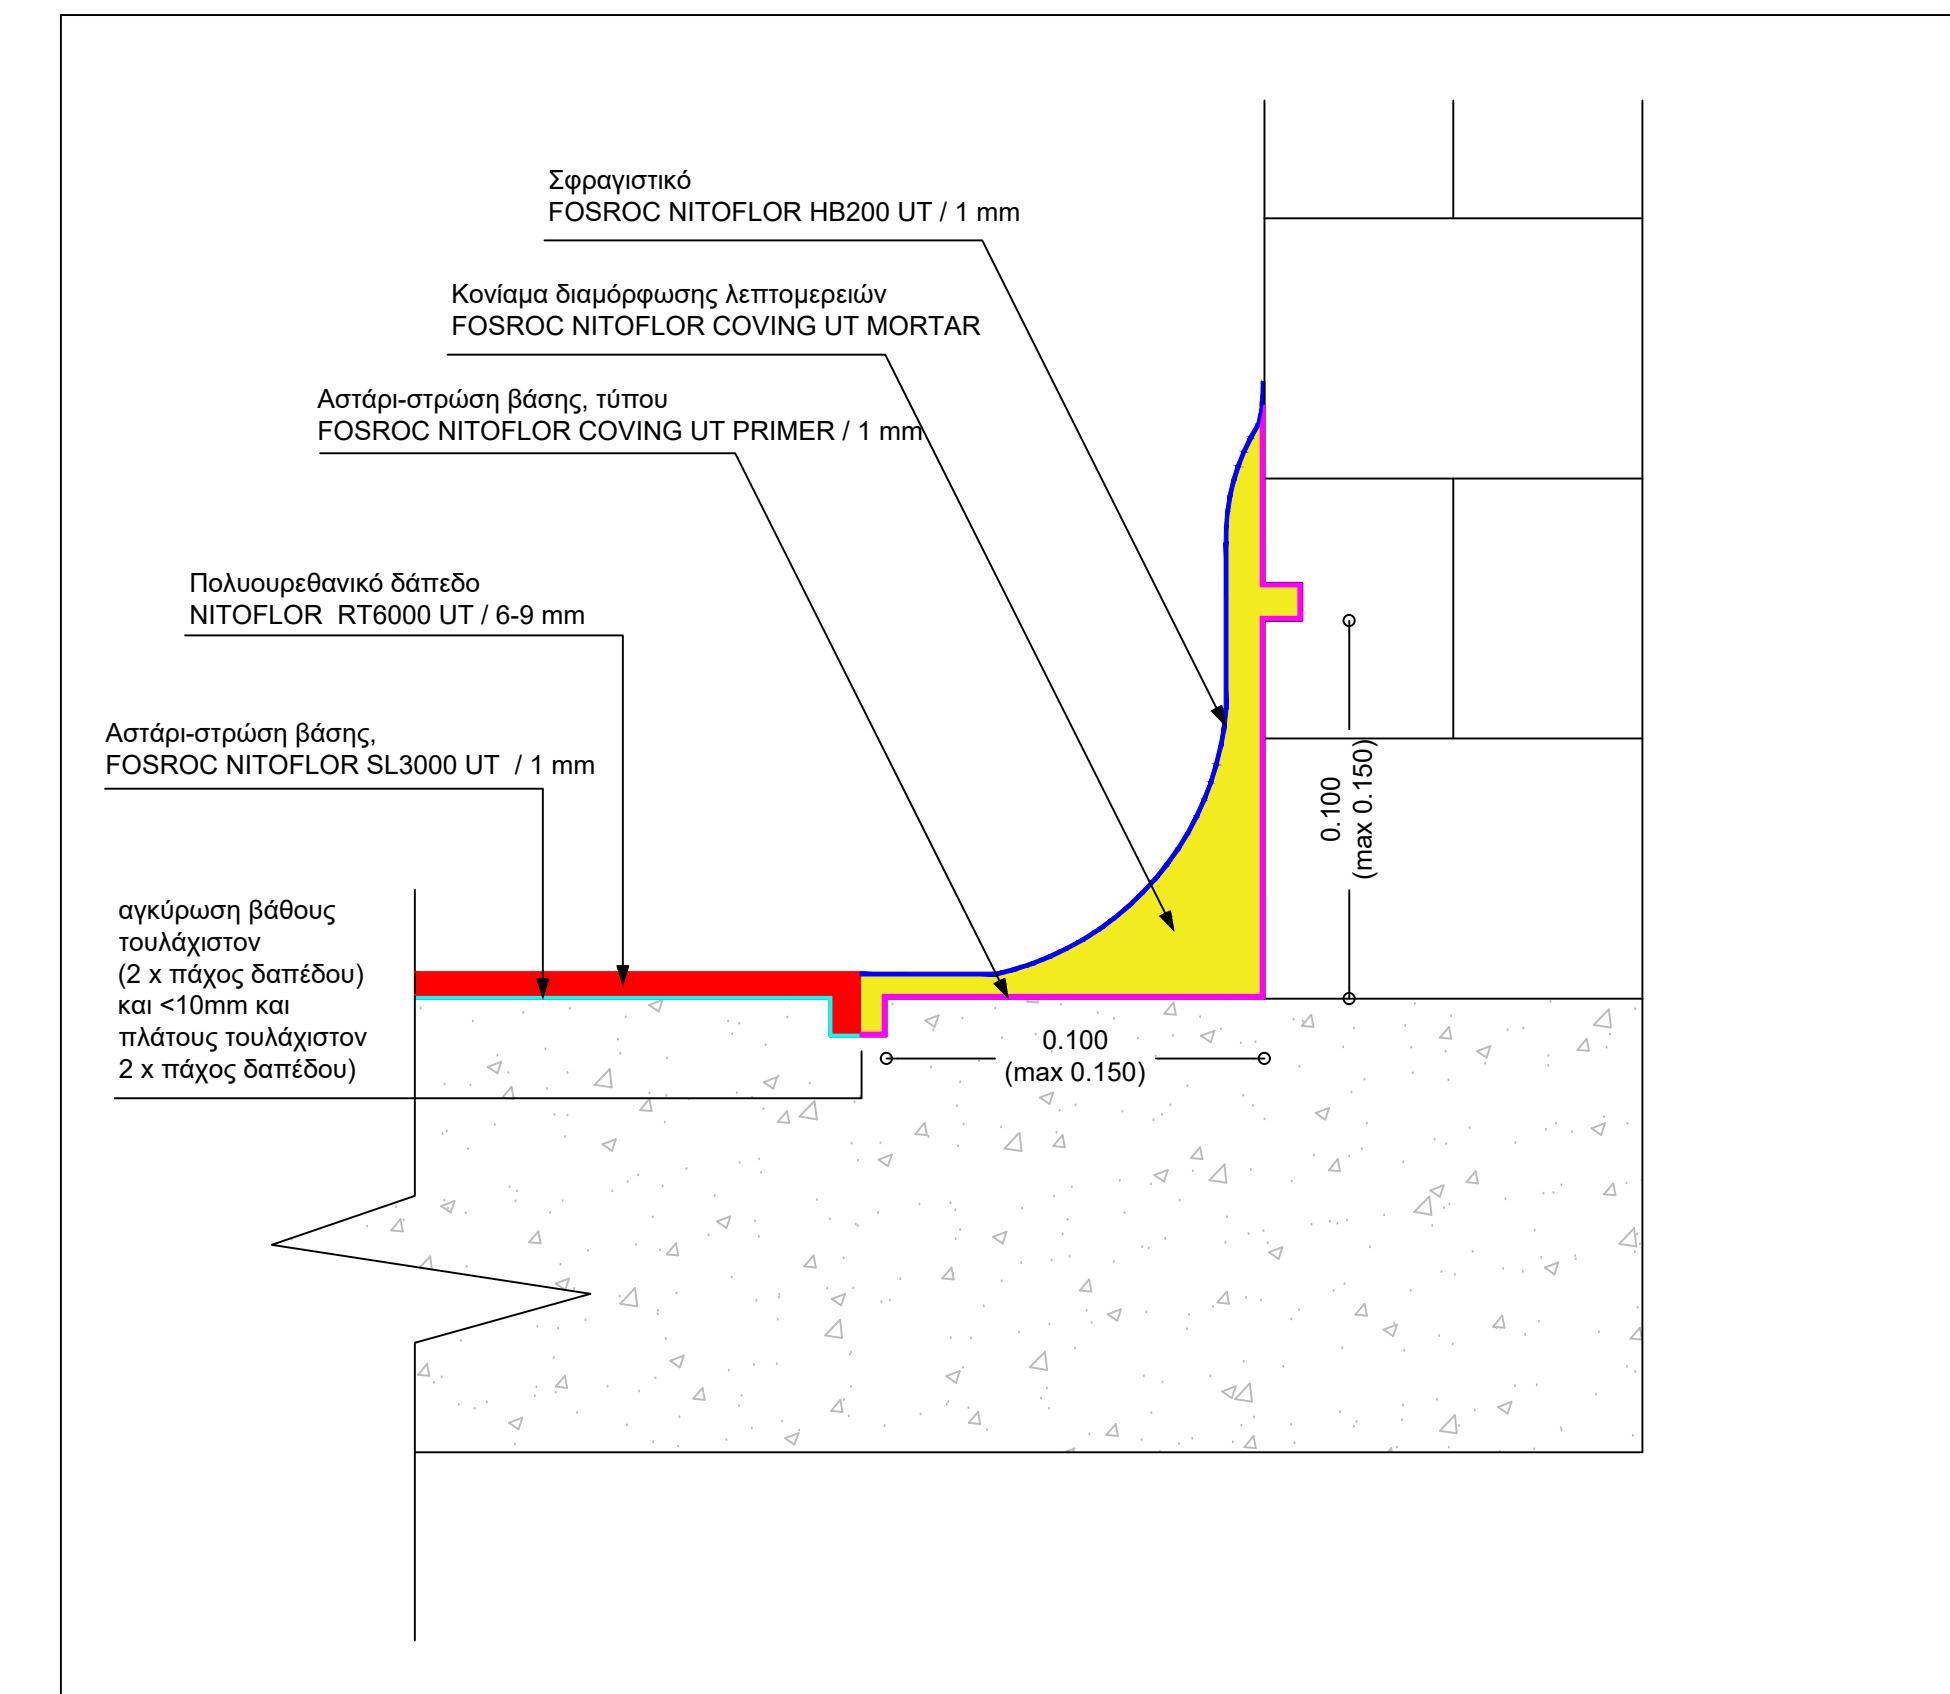 Σφραγιστικό
FOSROC NITOFLOR HB200 UT / 1 mm
Κονίαμα διαμόρφωσης λεπτομερειών
FOSROC NITOFLOR COVING UT MORTAR
Αστάρι-στρώση βάσης, τύπου
FOSROC NITOFLOR COVING UT PRIMER / 1 mm
Πολυουρεθανικό δάπεδο
NITOFLOR RT6000 UT / 6-9 mm
Αστάρι-στρώση βάσης,
FOSROC NITOFLOR SL3000 UT / 1 mm
αγκύρωση βάθους
τουλάχιστον
(2 x πάχος δαπέδου)
και <10mm και
πλάτους τουλάχιστον
2 x πάχος δαπέδου)
0.100
(max 0.150)
0.100
(max 0.150)